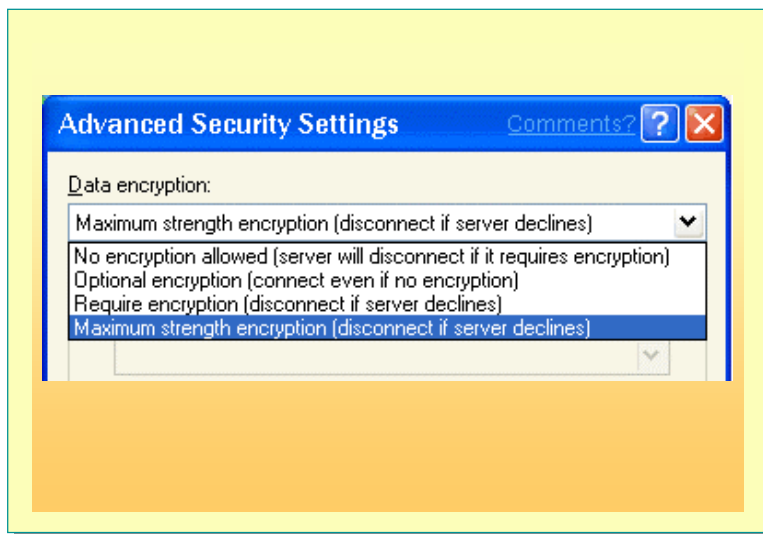 Advanced Security Settings Comments? ?
Data encryption:
Maximum strength encryption (disconnect if server declines)
No encryption allowed (server will disconnect if it requires encryption)
Optional encryption (connect even if no encryption)
Require encryption (disconnect if server declines)
Maximum strength encryption (disconnect if server declines)